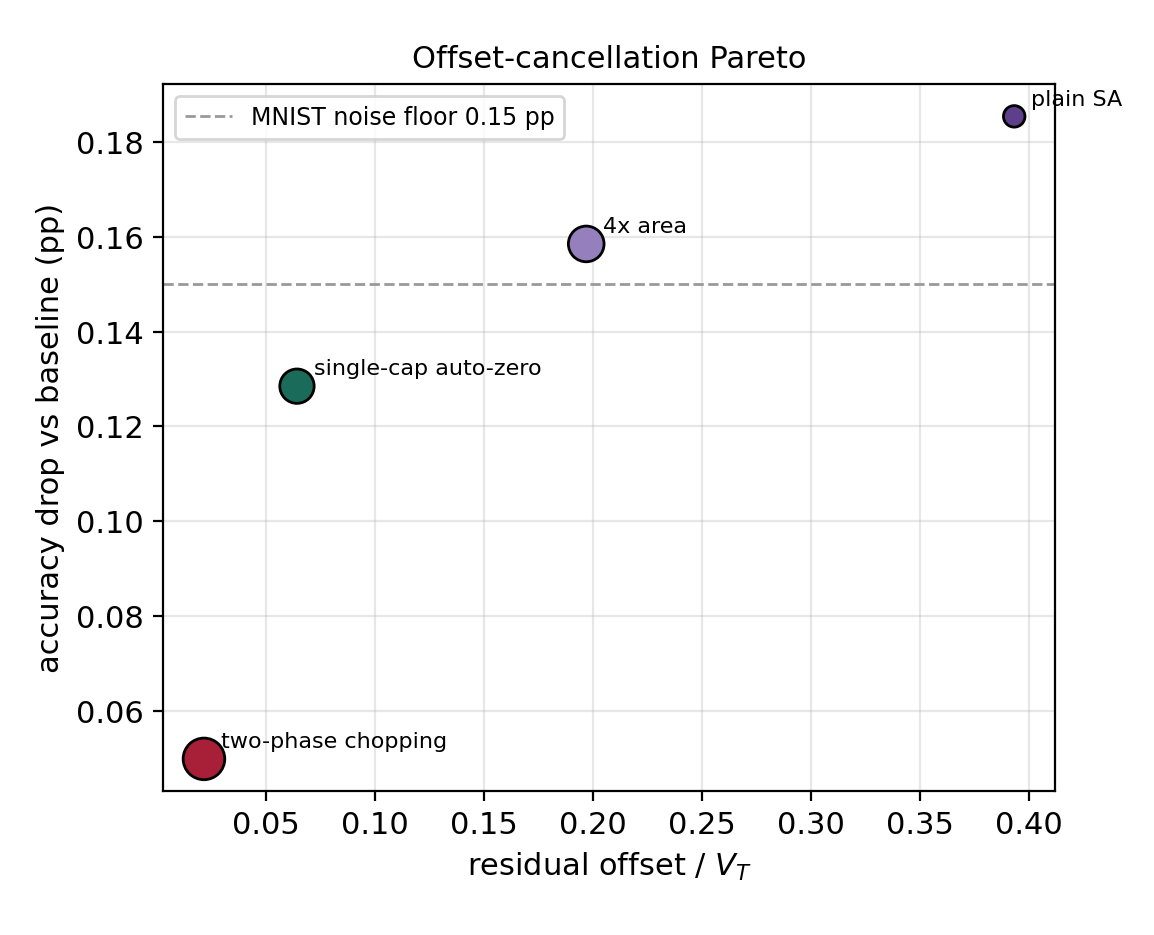 Offset-cancellation Pareto
MNIST noise floor 0.15 pp
plain SA
4x area
single-cap auto-zero
two-phase chopping
accuracy drop vs baseline (pp)
0.18
0.16
0.14
0.12
0.10
0.08
0.06
0.05 0.10 0.15 0.20 0.25 0.30 0.35 0.40
residual offset / V_T